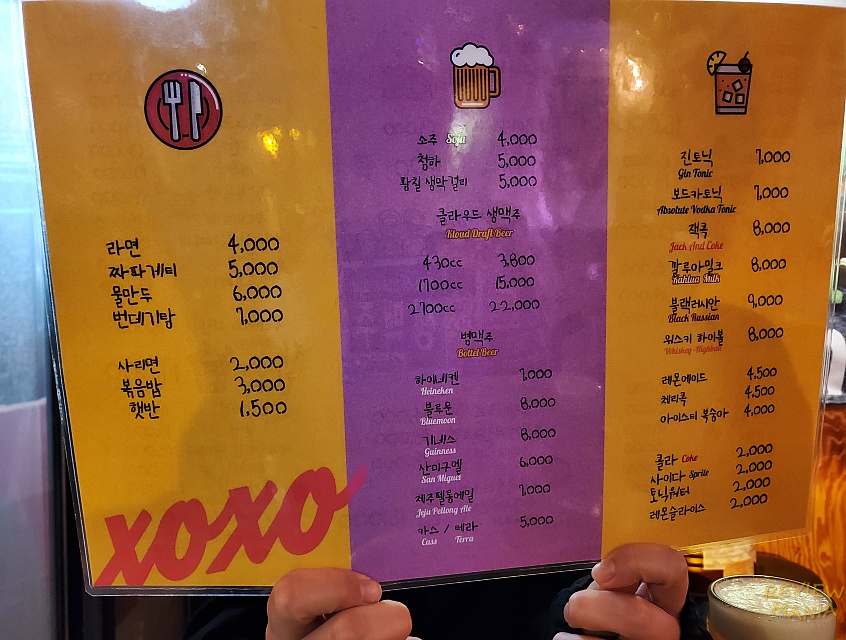 라면 4,000
짜파게티 5,000
물만두 6,000
번데기탕 7,000
사리면 2,000
볶음밥 3,000
햇반 1,500
xoxo
소주 Soju 4,000
청하 5,000
황칠 생막걸리 5,000
클라우드 생맥주
Kloud Draft Beer
430cc 3,800
1700cc 15,000
2700cc 22,000
병맥주
Bottel Beer
하이네켄 7,000
Heineken
블루문 8,000
Bluemoon
기네스 8,000
Guinness
산미구엘 6,000
San Miguel
제주펠롱에일 7,000
Jeju Pellong Ale
카스 / 테라 5,000
Cass Terra
진토닉 7,000
Gin Tonic
보드카토닉 7,000
Absolute Vodka Tonic
잭콕 8,000
Jack And Coke
깔루아밀크 8,000
Kahlua Milk
블랙러시안 9,000
Black Russian
위스키 하이볼 8,000
Whiskey-Highball
레몬에이드 4,500
체리콕 4,500
아이스티 복숭아 4,000
콜라 Coke 2,000
사이다 Sprite 2,000
토닉워터 2,000
레몬슬라이스 2,000
REVIEW